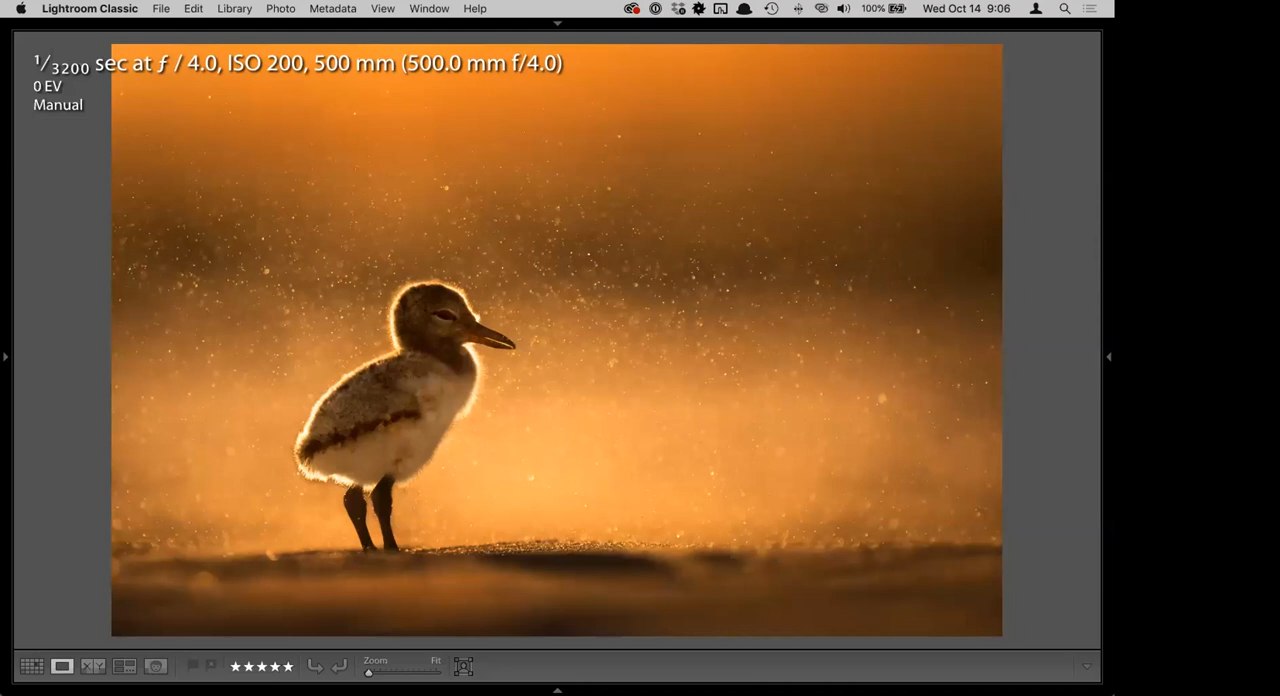 Lightroom Classic File Edit Library Photo Metadata View Window Help 100% Wed Oct 14 9:06
1/3200 sec at ƒ / 4.0, ISO 200, 500 mm (500.0 mm f/4.0)
0 EV
Manual
Zoom Fit